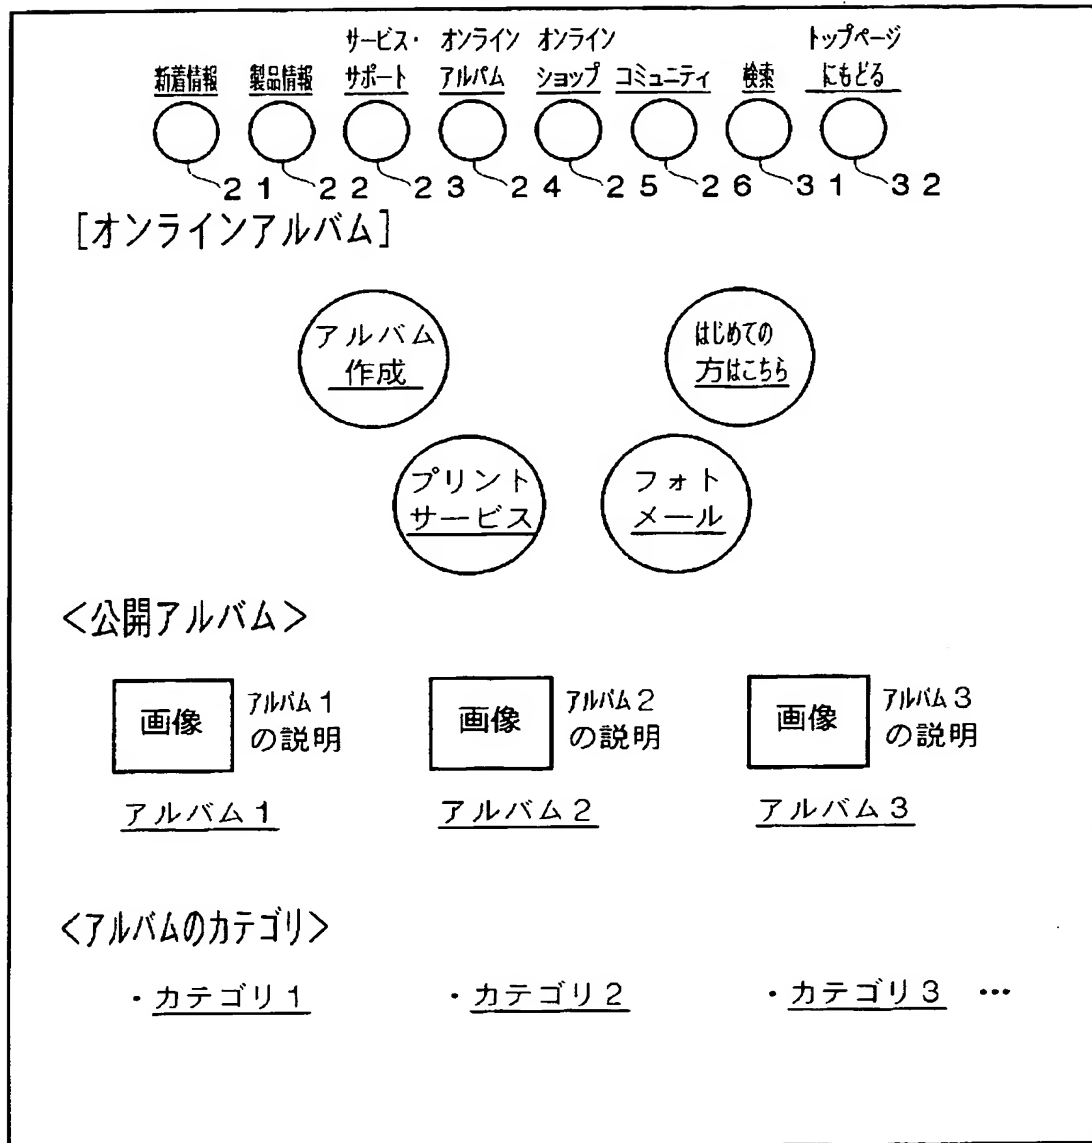 サービス・ オンライン オンライン トップページ
新着情報 製品情報 サポート アルバム ショップ コミュニティ 検索 にもどる
21 22 23 24 25 26 31 32
[オンラインアルバム]
アルバム
作成
はじめての
方はこちら
プリント
サービス
フォト
メール
<公開アルバム>
画像 アルバム1
の説明
画像 アルバム2
の説明
画像 アルバム3
の説明
アルバム1 アルバム2 アルバム3
<アルバムのカテゴリ>
・カテゴリ1 ・カテゴリ2 ・カテゴリ3 …